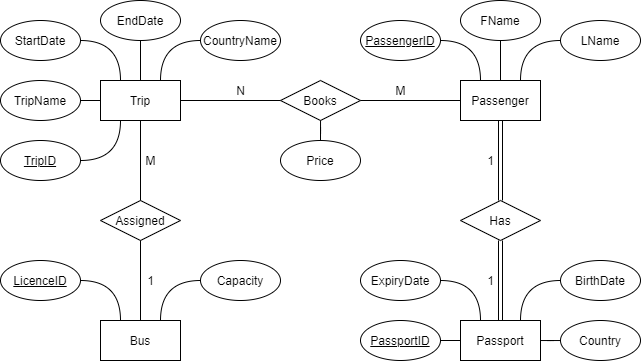 EndDate
FName
StartDate
CountryName
PassengerID
LName
TripName
Trip
N
Books
M
Passenger
TripID
M
Price
1
Assigned
Has
LicenceID
1
Capacity
ExpiryDate
1
BirthDate
Bus
PassportID
Passport
Country